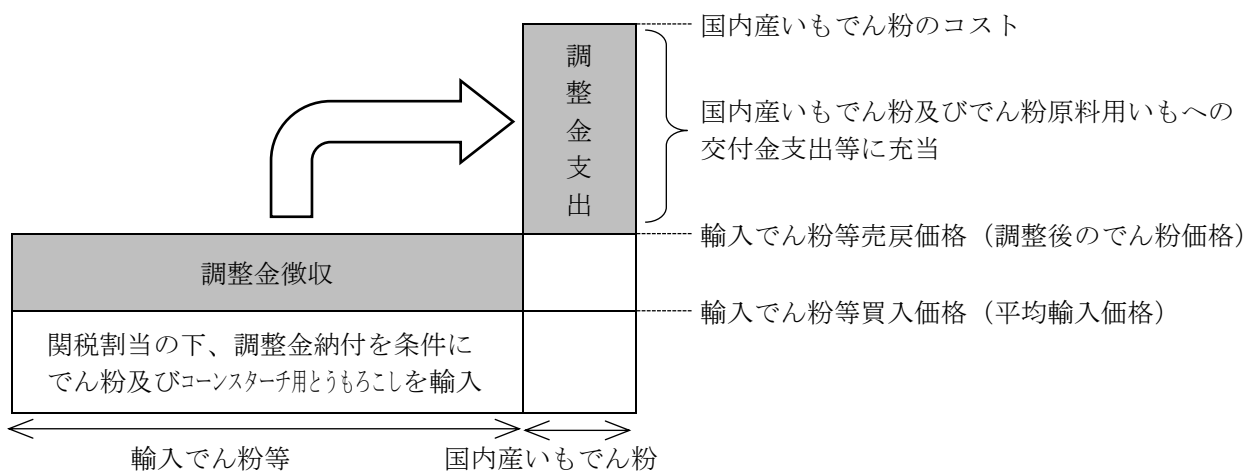 国内産いもでん粉のコスト
調整金支出
国内産いもでん粉及びでん粉原料用いもへの
交付金支出等に充当
輸入でん粉等売戻価格（調整後のでん粉価格）
調整金徴収
輸入でん粉等買入価格（平均輸入価格）
関税割当の下、調整金納付を条件に
でん粉及びコーンスターチ用とうもろこしを輸入
輸入でん粉等
国内産いもでん粉